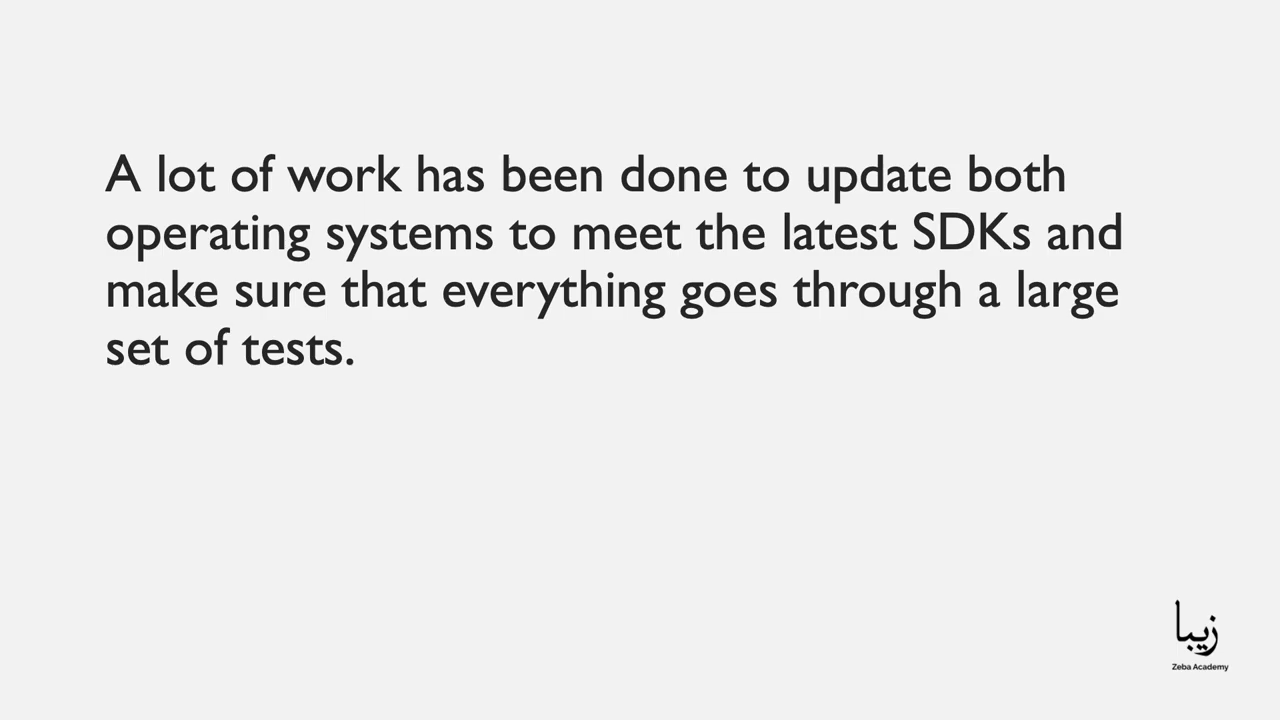 A lot of work has been done to update both
operating systems to meet the latest SDKs and
make sure that everything goes through a large
set of tests.
زیبا
Zeba Academy